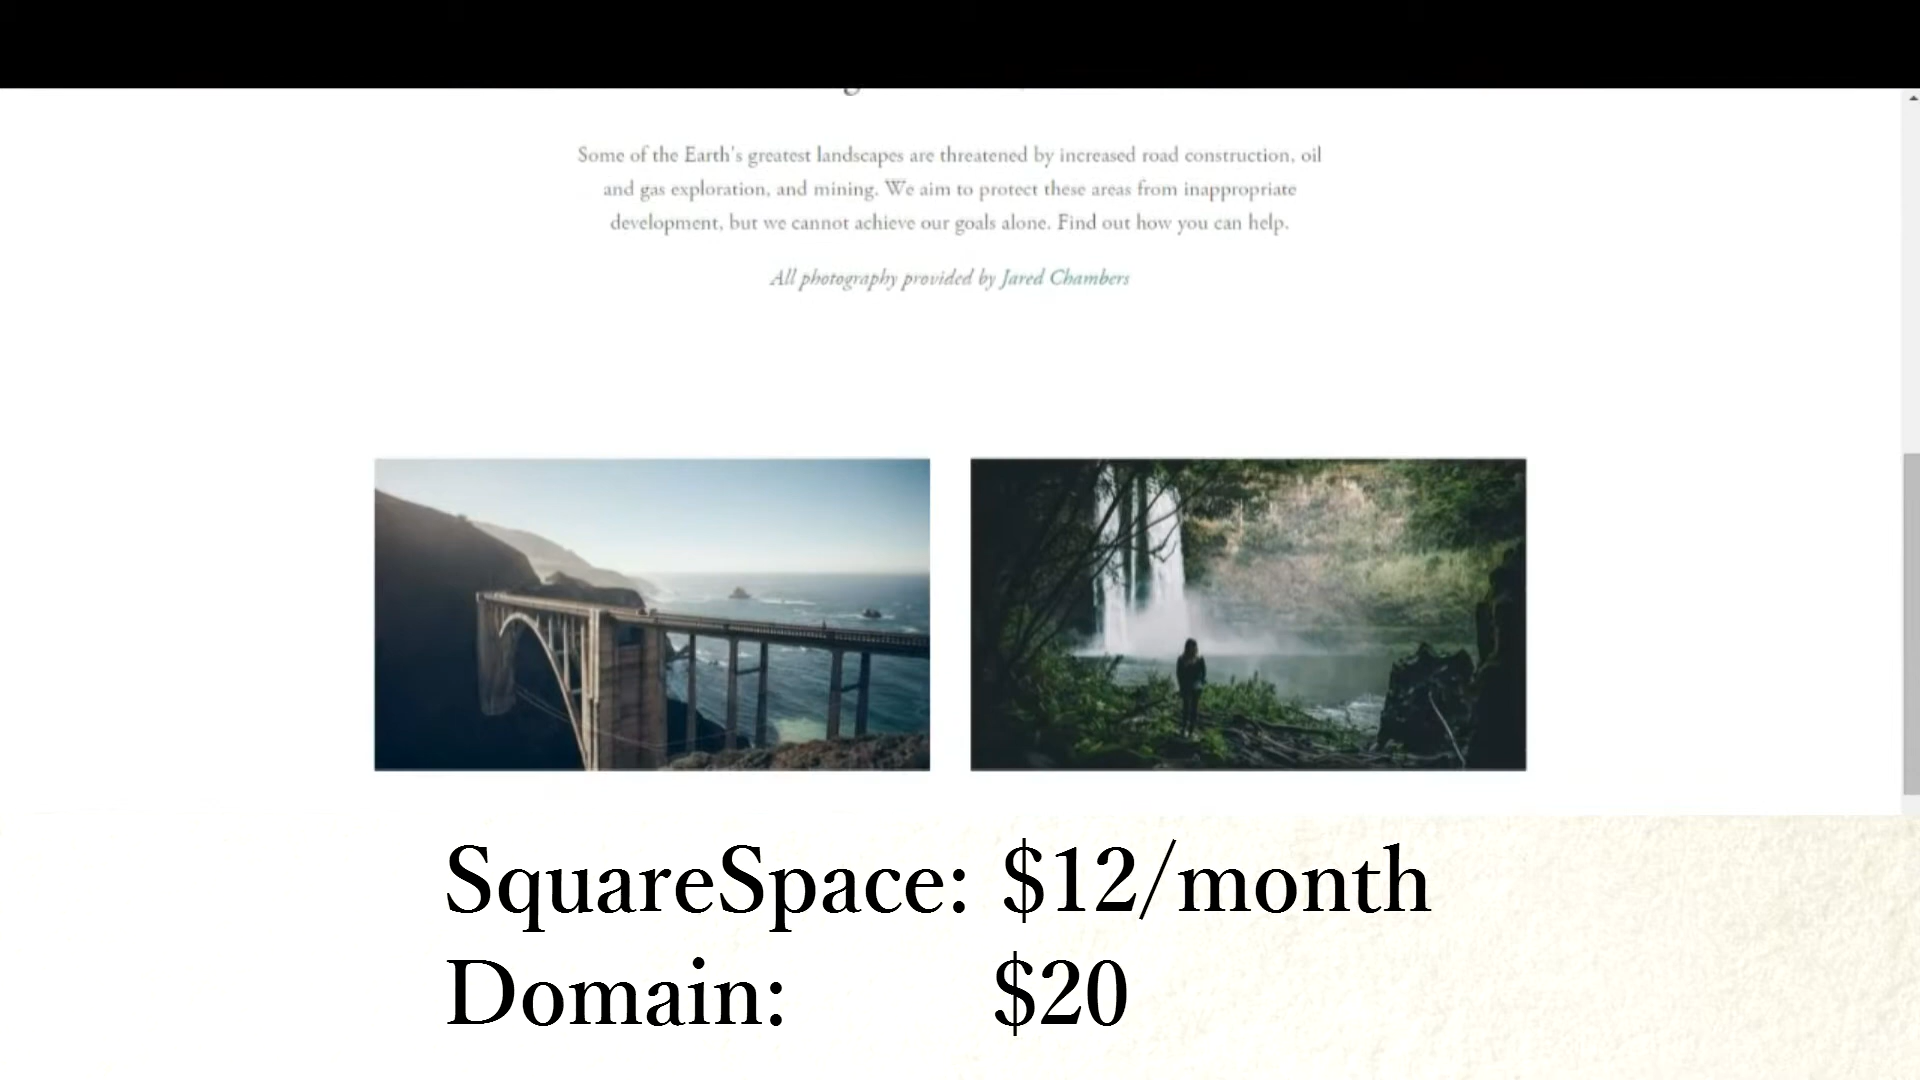 Some of the Earth's greatest landscapes are threatened by increased road construction, oil
and gas exploration, and mining. We aim to protect these areas from inappropriate
development, but we cannot achieve our goals alone. Find out how you can help.
All photography provided by Jared Chambers
SquareSpace: $12/month
Domain: $20